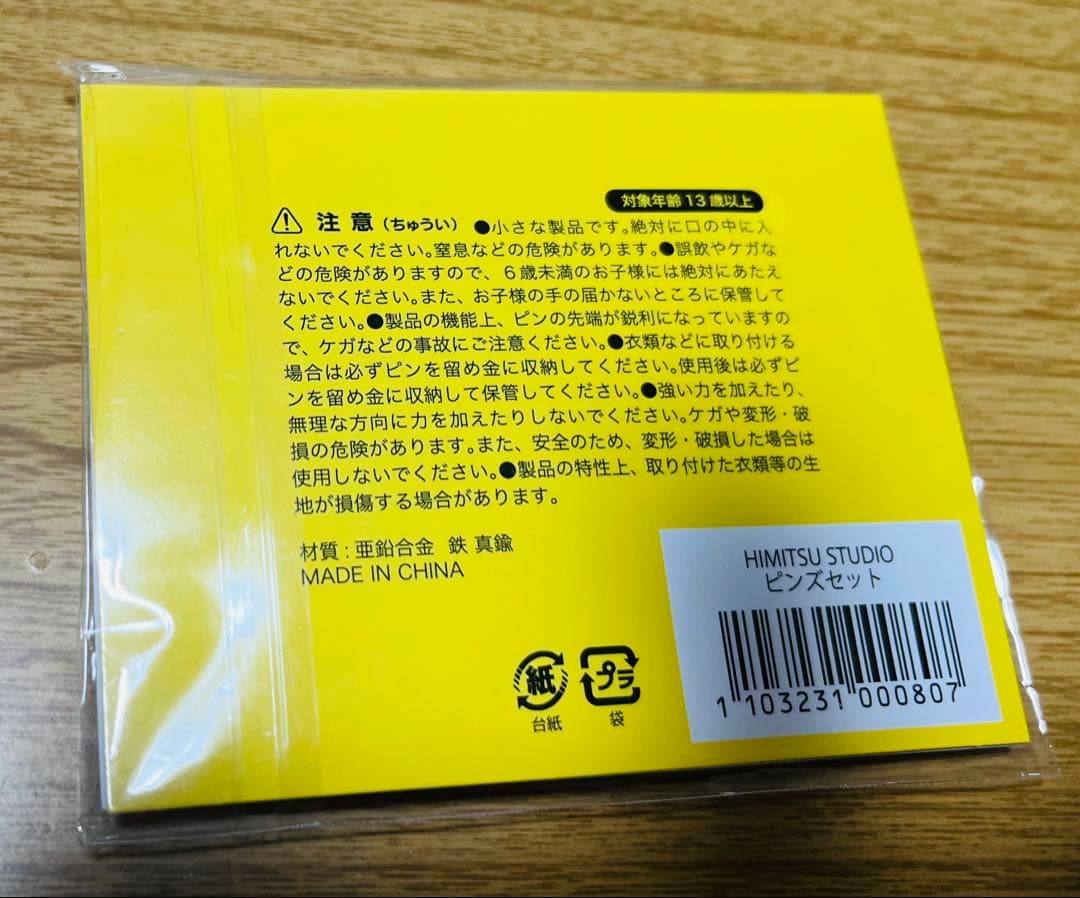 対象年齢 13 歳以上
注 意 (ちゅうい) ●小さな製品です。絶対に口の中に入
れないでください。窒息などの危険があります。●誤飲やケガな
どの危険がありますので、6歳未満のお子様には絶対にあたえ
ないでください。また、お子様の手の届かないところに保管して
ください。●製品の機能上、ピンの先端が鋭利になっていますの
で、ケガなどの事故にご注意ください。●衣類などに取り付ける
場合は必ずピンを留め金に収納してください。使用後は必ずピ
ンを留め金に収納して保管してください。●強い力を加えたり、
無理な方向に力を加えたりしないでください。ケガや変形・破
損の危険があります。また、安全のため、変形・破損した場合は
使用しないでください。●製品の特性上、取り付けた衣類等の生
地が損傷する場合があります。
材質 : 亜鉛合金 鉄 真鍮
MADE IN CHINA
HIMITSU STUDIO
ピンズセット
1 103231 000807
紙 プラ
台紙 袋